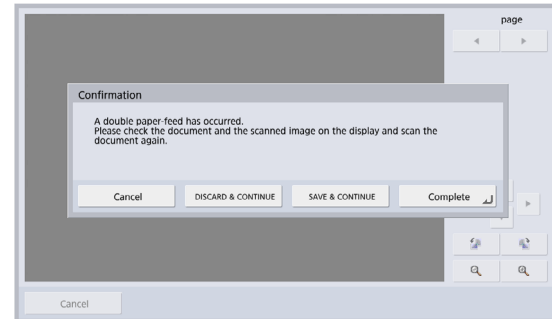 page
Confirmation
A double paper-feed has occurred.
Please check the document and the scanned image on the display and scan the
document again.
Cancel
DISCARD & CONTINUE
SAVE & CONTINUE
Complete
Cancel